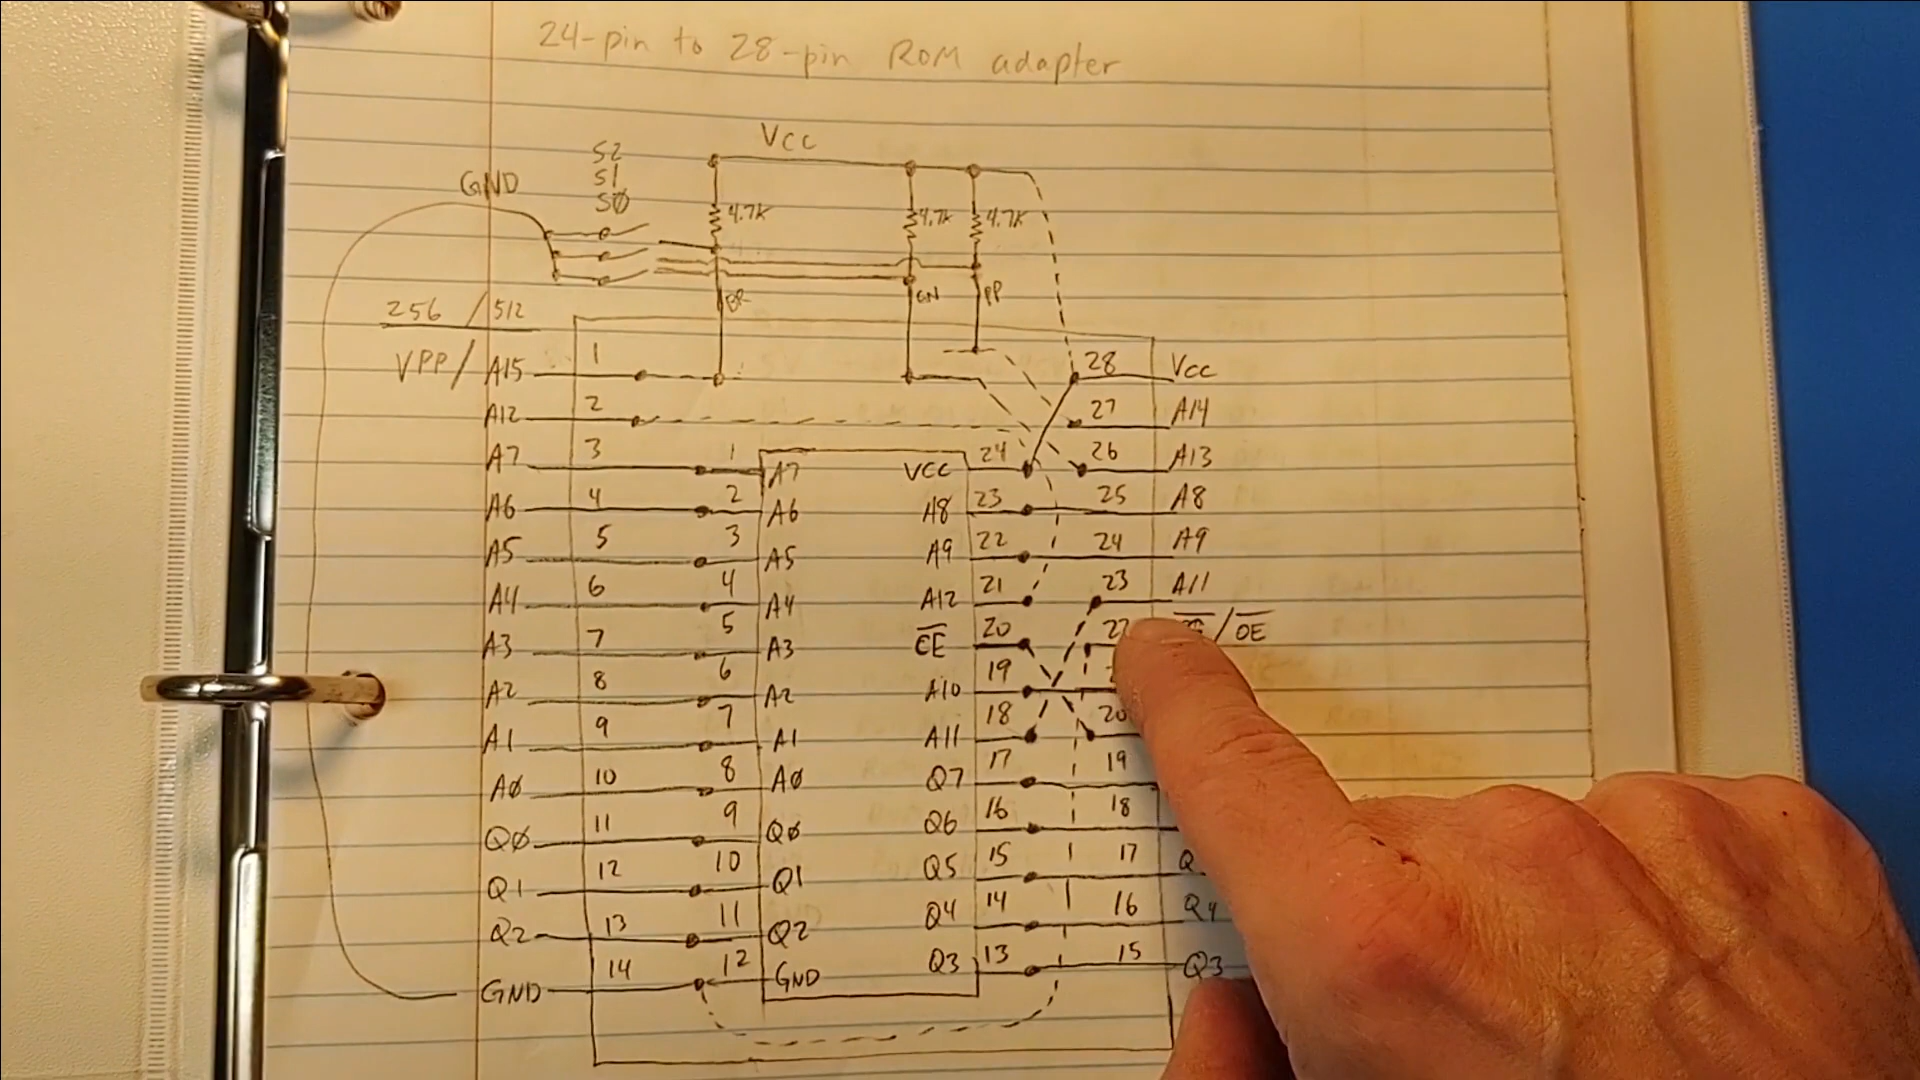 24-pin to 28-pin ROM adapter
VCC
S2
S1
SØ
GND
4.7K 4.7K 4.7K
BR GN PP
256 / 512
VPP / A15 1 28 VCC
A12 2 27 A14
A7 3 1 A7 VCC 24 26 A13
A6 4 2 A6 A8 23 25 A8
A5 5 3 A5 A9 22 24 A9
A4 6 4 A4 A12 21 23 A11
A3 7 5 A3 C̅E̅ 20 / O̅E̅
A2 8 6 A2 A10 19
A1 9 7 A1 A11 18 20
AØ 10 8 AØ Q7 17 19
QØ 11 9 QØ Q6 16 18
Q1 12 10 Q1 Q5 15 17 Q
Q2 13 11 Q2 Q4 14 16 Q4
GND 14 12 GND Q3 13 15 Q3